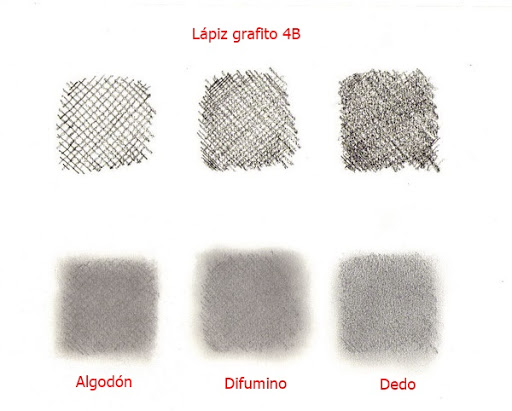 Lápiz grafito 4B
Algodón
Difumino
Dedo